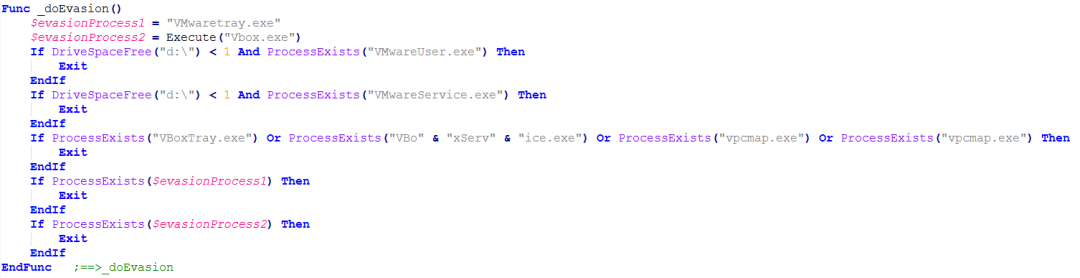 Func _doEvasion()
    $evasionProcess1 = "VMwaretray.exe"
    $evasionProcess2 = Execute("Vbox.exe")
    If DriveSpaceFree("d:\") < 1 And ProcessExists("VMwareUser.exe") Then
        Exit
    EndIf
    If DriveSpaceFree("d:\") < 1 And ProcessExists("VMwareService.exe") Then
        Exit
    EndIf
    If ProcessExists("VBoxTray.exe") Or ProcessExists("VBo" & "xServ" & "ice.exe") Or ProcessExists("vpcmap.exe") Or ProcessExists("vpcmap.exe") Then
        Exit
    EndIf
    If ProcessExists($evasionProcess1) Then
        Exit
    EndIf
    If ProcessExists($evasionProcess2) Then
        Exit
    EndIf
EndFunc   ;==>_doEvasion